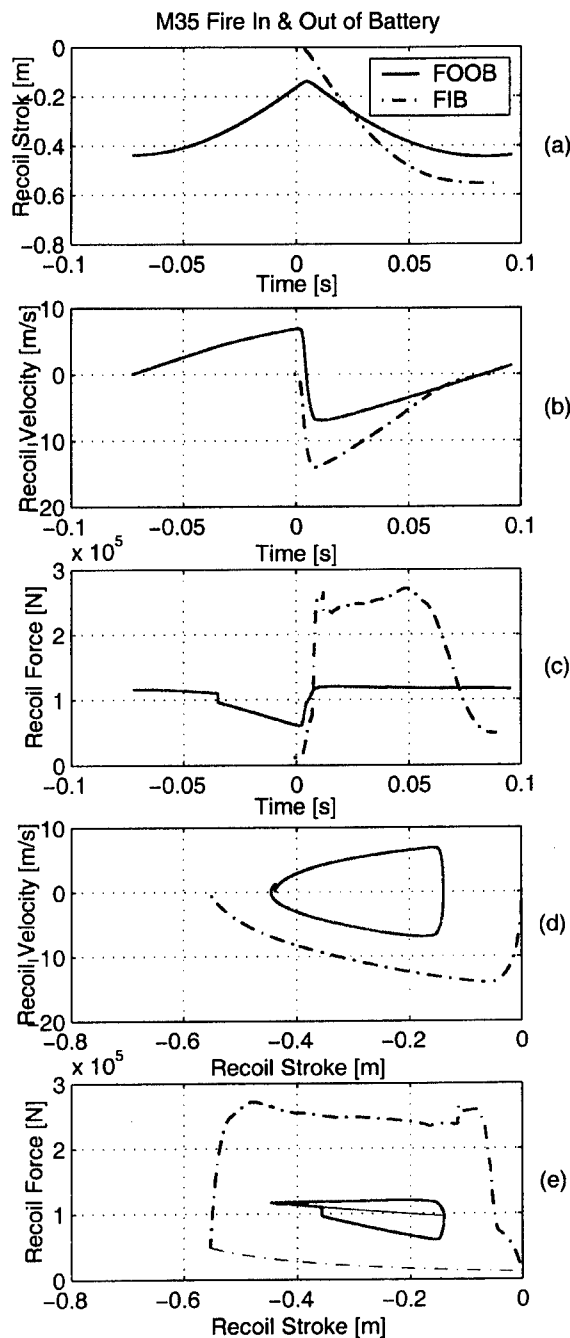 M35 Fire In & Out of Battery
0
−0.2
−0.4
−0.6
−0.8
Recoil Strok [m]
FOOB
FIB
(a)
−0.1 −0.05 0 0.05 0.1
Time [s]
10
0
10
20
Recoil Velocity [m/s]
(b)
−0.1 −0.05 0 0.05 0.1
x 10^5 Time [s]
3
2
1
0
Recoil Force [N]
(c)
−0.1 −0.05 0 0.05 0.1
Time [s]
10
0
10
20
Recoil Velocity [m/s]
(d)
−0.8 −0.6 −0.4 −0.2 0
x 10^5 Recoil Stroke [m]
3
2
1
0
Recoil Force [N]
(e)
−0.8 −0.6 −0.4 −0.2 0
Recoil Stroke [m]